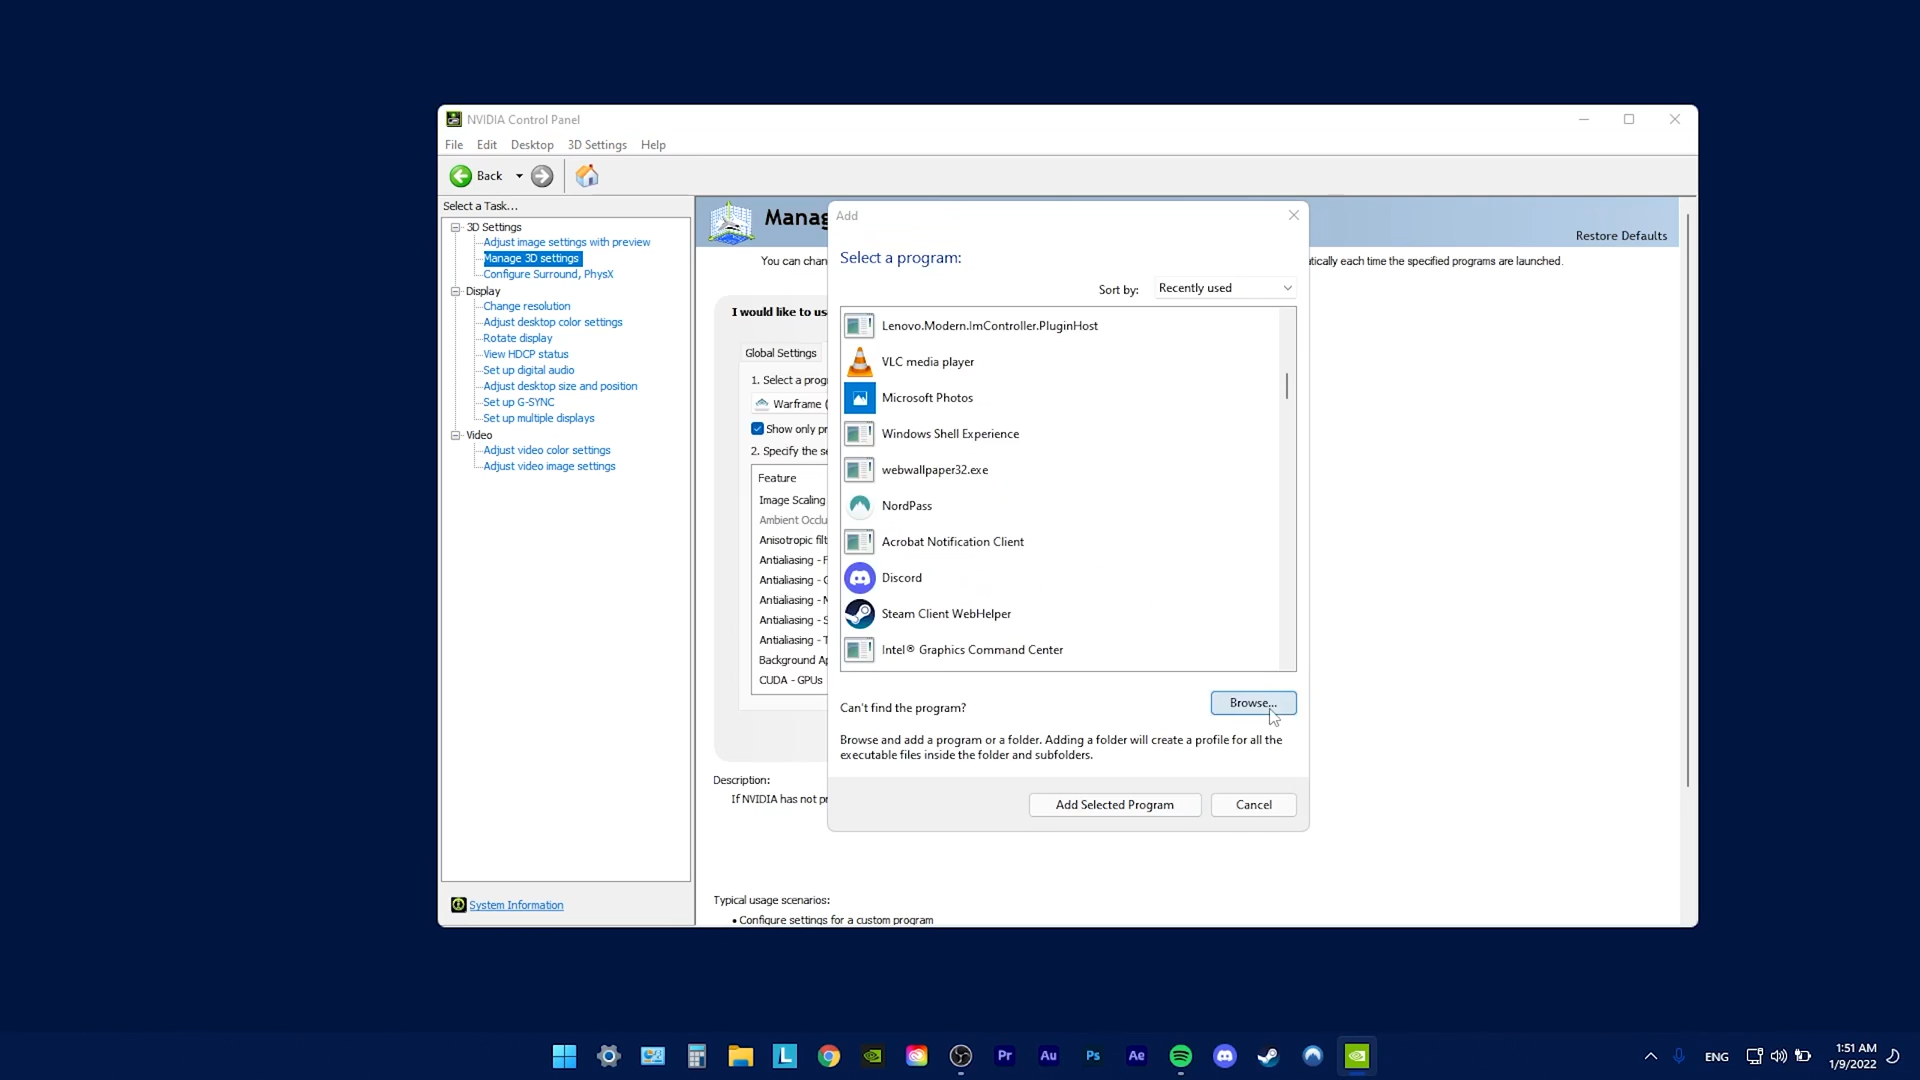 NVIDIA Control Panel
File Edit Desktop 3D Settings Help
Back
Select a Task...
3D Settings
Adjust image settings with preview
Manage 3D settings
Configure Surround, PhysX
Display
Change resolution
Adjust desktop color settings
Rotate display
View HDCP status
Set up digital audio
Adjust desktop size and position
Set up G-SYNC
Set up multiple displays
Video
Adjust video color settings
Adjust video image settings
System Information
Manag
Restore Defaults
You can chan
tically each time the specified programs are launched.
I would like to us
Global Settings
1. Select a prog
Warframe (
Show only pr
2. Specify the se
Feature
Image Scaling
Ambient Occlu
Anisotropic filt
Antialiasing - F
Antialiasing - G
Antialiasing - M
Antialiasing - S
Antialiasing - T
Background Ap
CUDA - GPUs
Description:
If NVIDIA has not pr
Typical usage scenarios:
• Configure settings for a custom program
Add
Select a program:
Sort by: Recently used
Lenovo.Modern.ImController.PluginHost
VLC media player
Microsoft Photos
Windows Shell Experience
webwallpaper32.exe
NordPass
Acrobat Notification Client
Discord
Steam Client WebHelper
Intel® Graphics Command Center
Can't find the program?
Browse...
Browse and add a program or a folder. Adding a folder will create a profile for all the
executable files inside the folder and subfolders.
Add Selected Program
Cancel
L
Pr
Au
Ps
Ae
ENG
1:51 AM
1/9/2022